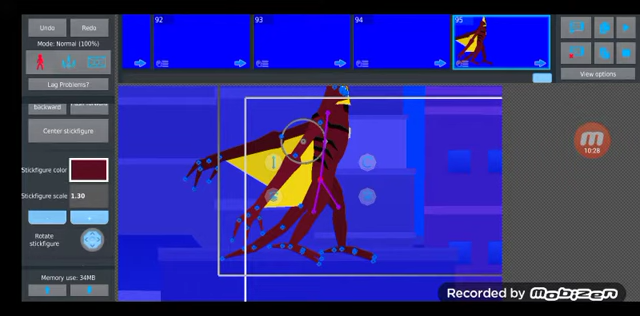 Undo Redo
92 93 94 95
Mode: Normal (100%)
Lag Problems?
View options
Center stickfigure
10:28
Stickfigure color
Stickfigure scale 1.30
Rotate
stickfigure
Memory use: 34MB
Recorded by MOBIZEN